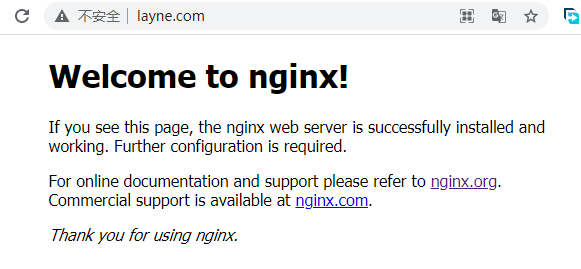 不安全 | layne.com
Welcome to nginx!
If you see this page, the nginx web server is successfully installed and
working. Further configuration is required.
For online documentation and support please refer to nginx.org.
Commercial support is available at nginx.com.
Thank you for using nginx.